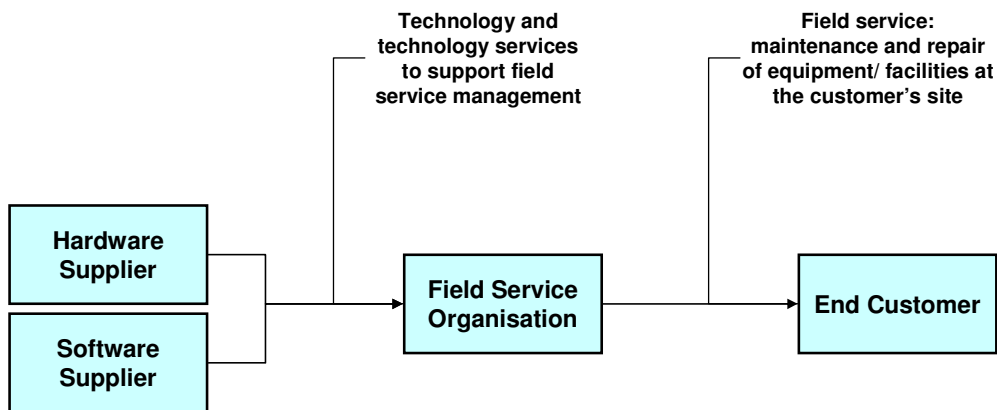 Technology and
technology services
to support field
service management
Field service:
maintenance and repair
of equipment/ facilities at
the customer's site
Hardware
Supplier
Software
Supplier
Field Service
Organisation
End Customer